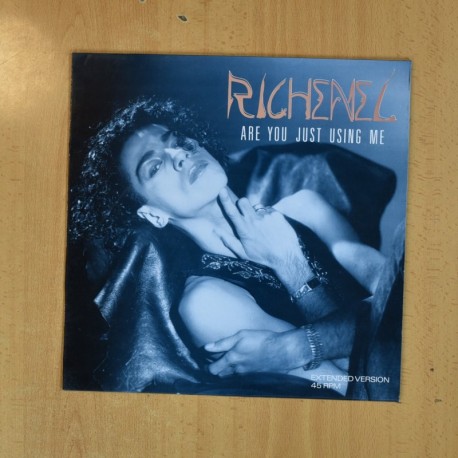 RICHENEL
ARE YOU JUST USING ME
EXTENDED VERSION
45 RPM